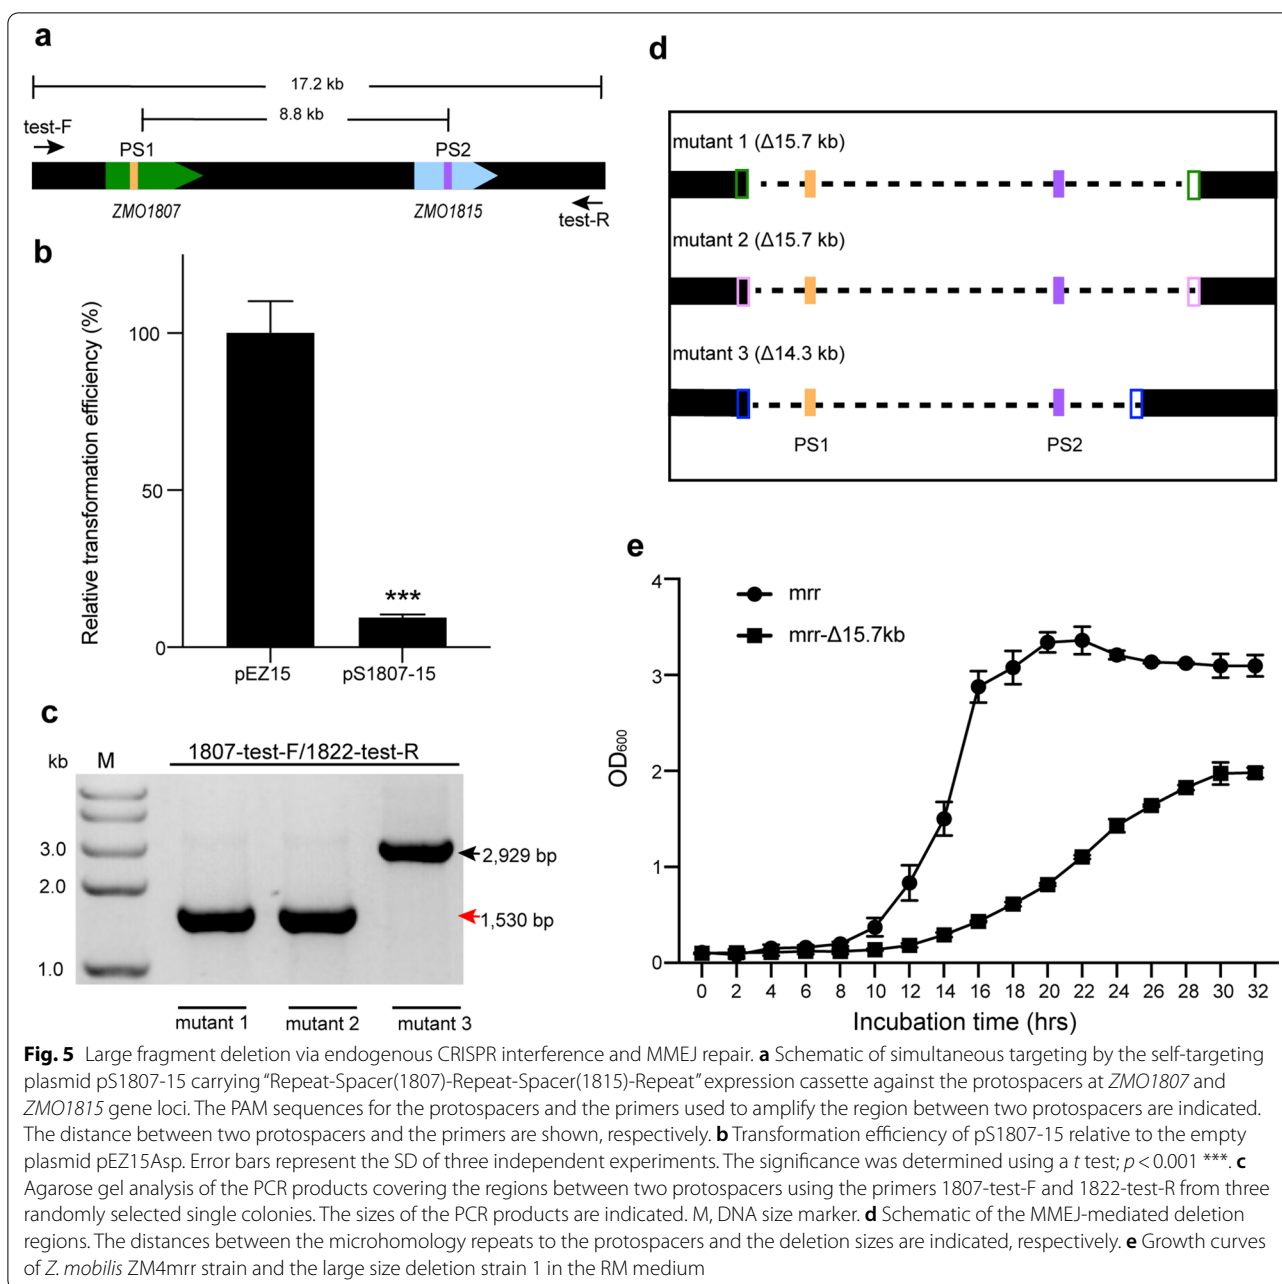 a
17.2 kb
8.8 kb
test-F
PS1
PS2
ZMO1807
ZMO1815
test-R
b
Relative transformation efficiency (%)
100
50
0
***
pEZ15
pS1807-15
c
kb
M
1807-test-F/1822-test-R
3.0
2.0
1.0
2,929 bp
1,530 bp
mutant 1
mutant 2
mutant 3
d
mutant 1 (Δ15.7 kb)
mutant 2 (Δ15.7 kb)
mutant 3 (Δ14.3 kb)
PS1
PS2
e
mrr
mrr-Δ15.7kb
OD600
4
3
2
1
0
0 2 4 6 8 10 12 14 16 18 20 22 24 26 28 30 32
Incubation time (hrs)
Fig. 5 Large fragment deletion via endogenous CRISPR interference and MMEJ repair. a Schematic of simultaneous targeting by the self-targeting
plasmid pS1807-15 carrying “Repeat-Spacer(1807)-Repeat-Spacer(1815)-Repeat” expression cassette against the protospacers at ZMO1807 and
ZMO1815 gene loci. The PAM sequences for the protospacers and the primers used to amplify the region between two protospacers are indicated.
The distance between two protospacers and the primers are shown, respectively. b Transformation efficiency of pS1807-15 relative to the empty
plasmid pEZ15Asp. Error bars represent the SD of three independent experiments. The significance was determined using a t test; p < 0.001 ***. c
Agarose gel analysis of the PCR products covering the regions between two protospacers using the primers 1807-test-F and 1822-test-R from three
randomly selected single colonies. The sizes of the PCR products are indicated. M, DNA size marker. d Schematic of the MMEJ-mediated deletion
regions. The distances between the microhomology repeats to the protospacers and the deletion sizes are indicated, respectively. e Growth curves
of Z. mobilis ZM4mrr strain and the large size deletion strain 1 in the RM medium